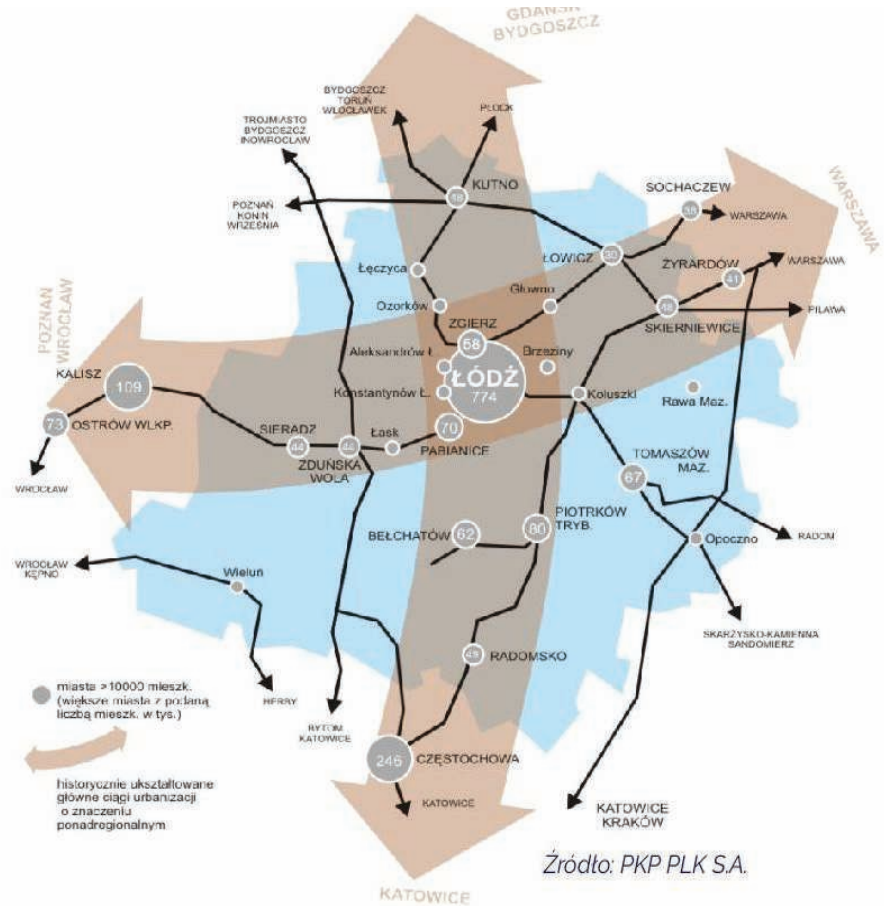 GDAŃSK
BYDGOSZCZ
BYDGOSZCZ
TORUŃ
WŁOCŁAWEK
PŁOCK
TROJMIASTO
BYDGOSZCZ
INOWROCŁAW
KUTNO
SOCHACZEW
38
WARSZAWA
WARSZAWA
POZNAŃ
KONIN
WRZEŚNIA
ŁOWICZ
30
ŻYRARDÓW
41
WARSZAWA
Łęczyca
Głowno
Ozorków
ZGIERZ
58
48
SKIERNIEWICE
PILAWA
POZNAŃ
WROCŁAW
Aleksandrów Ł.
Brzeziny
ŁÓDŹ
774
KALISZ
109
Konstantynów Ł.
Koluszki
Rawa Maz.
73
OSTRÓW WLKP.
SIERADZ
44
44
Łask
70
PABIANICE
ZDUŃSKA
WOLA
TOMASZÓW
MAZ.
67
WROCŁAW
BEŁCHATÓW
62
80
PIOTRKÓW
TRYB.
Opoczno
RADOM
WROCŁAW
KĘPNO
Wieluń
SKARŻYSKO-KAMIENNA
SANDOMIERZ
RADOMSKO
miasta >10000 mieszk.
(większe miasta z podaną
liczbą mieszk. w tys.)
HERBY
BYTOM
KATOWICE
246
CZĘSTOCHOWA
KATOWICE
historycznie ukształtowane
główne ciągi urbanizacji
o znaczeniu
ponadregionalnym
KATOWICE
KRAKÓW
Źródło: PKP PLK S.A.
KATOWICE